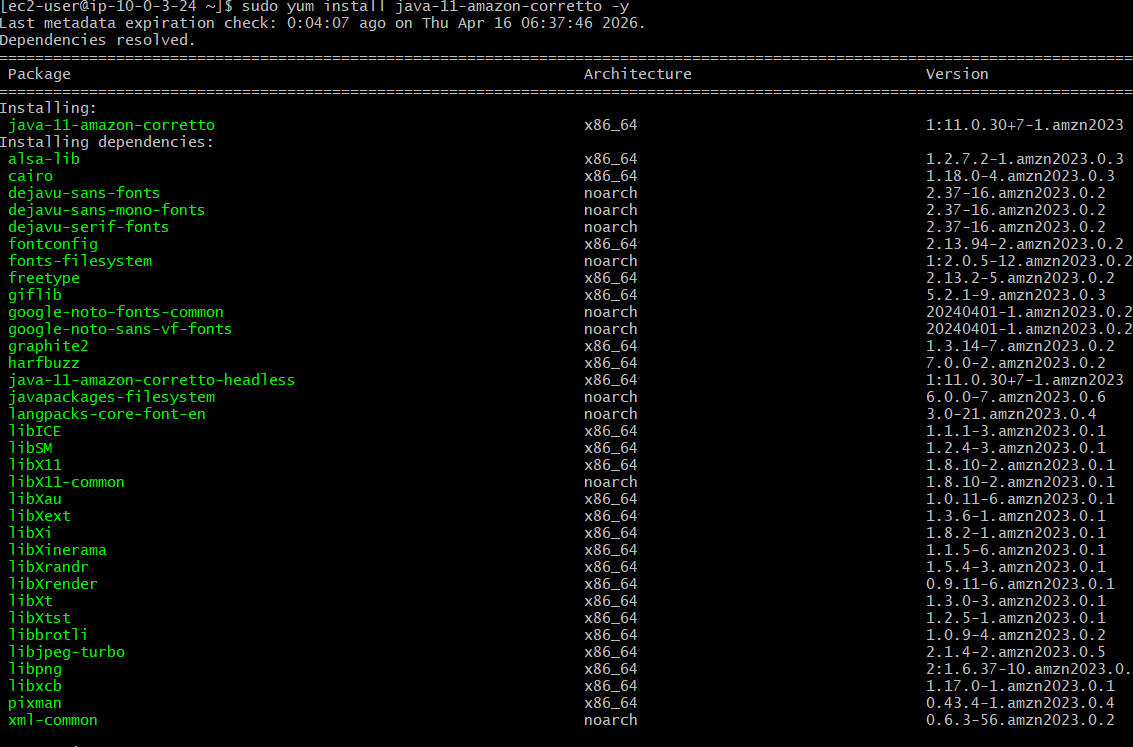 [ec2-user@ip-10-0-3-24 ~]$ sudo yum install java-11-amazon-corretto -y
Last metadata expiration check: 0:04:07 ago on Thu Apr 16 06:37:46 2026.
Dependencies resolved.
Package Architecture Version
Installing:
java-11-amazon-corretto x86_64 1:11.0.30+7-1.amzn2023
Installing dependencies:
alsa-lib x86_64 1.2.7.2-1.amzn2023.0.3
cairo x86_64 1.18.0-4.amzn2023.0.3
dejavu-sans-fonts noarch 2.37-16.amzn2023.0.2
dejavu-sans-mono-fonts noarch 2.37-16.amzn2023.0.2
dejavu-serif-fonts noarch 2.37-16.amzn2023.0.2
fontconfig x86_64 2.13.94-2.amzn2023.0.2
fonts-filesystem noarch 1:2.0.5-12.amzn2023.0.2
freetype x86_64 2.13.2-5.amzn2023.0.2
giflib x86_64 5.2.1-9.amzn2023.0.3
google-noto-fonts-common noarch 20240401-1.amzn2023.0.2
google-noto-sans-vf-fonts noarch 20240401-1.amzn2023.0.2
graphite2 x86_64 1.3.14-7.amzn2023.0.2
harfbuzz x86_64 7.0.0-2.amzn2023.0.2
java-11-amazon-corretto-headless x86_64 1:11.0.30+7-1.amzn2023
javapackages-filesystem noarch 6.0.0-7.amzn2023.0.6
langpacks-core-font-en noarch 3.0-21.amzn2023.0.4
libICE x86_64 1.1.1-3.amzn2023.0.1
libSM x86_64 1.2.4-3.amzn2023.0.1
libX11 x86_64 1.8.10-2.amzn2023.0.1
libX11-common noarch 1.8.10-2.amzn2023.0.1
libXau x86_64 1.0.11-6.amzn2023.0.1
libXext x86_64 1.3.6-1.amzn2023.0.1
libXi x86_64 1.8.2-1.amzn2023.0.1
libXinerama x86_64 1.1.5-6.amzn2023.0.1
libXrandr x86_64 1.5.4-3.amzn2023.0.1
libXrender x86_64 0.9.11-6.amzn2023.0.1
libXt x86_64 1.3.0-3.amzn2023.0.1
libXtst x86_64 1.2.5-1.amzn2023.0.1
libbrotli x86_64 1.0.9-4.amzn2023.0.2
libjpeg-turbo x86_64 2.1.4-2.amzn2023.0.5
libpng x86_64 2:1.6.37-10.amzn2023.0.
libxcb x86_64 1.17.0-1.amzn2023.0.1
pixman x86_64 0.43.4-1.amzn2023.0.4
xml-common noarch 0.6.3-56.amzn2023.0.2